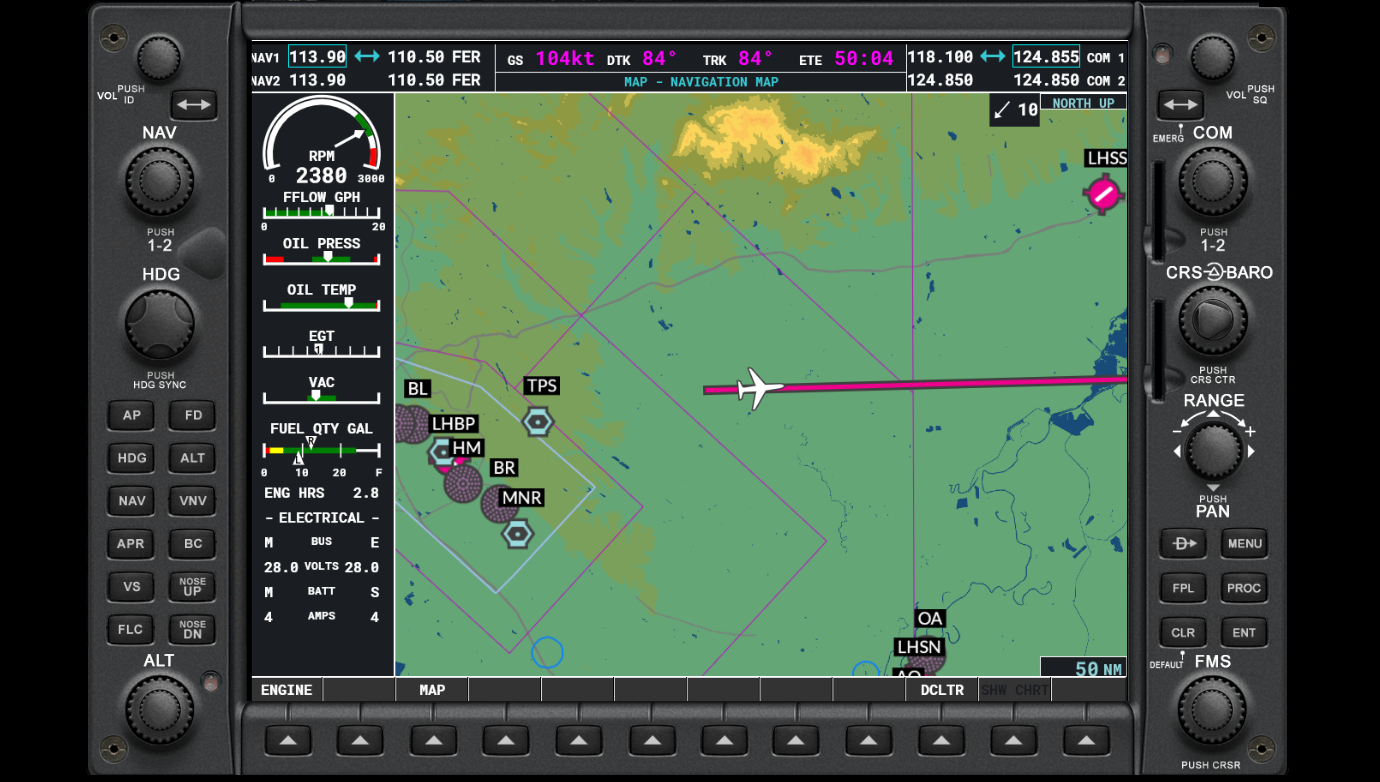 NAV1 113.90 110.50 FER GS 104kt DTK 84° TRK 84° ETE 50:04 118.100 124.855 COM 1
NAV2 113.90 110.50 FER MAP - NAVIGATION MAP 124.850 124.850 COM 2
VOL PUSH ID
VOL PUSH SQ
NAV
PUSH
1-2
HDG
PUSH
HDG SYNC
AP FD
HDG ALT
NAV VNV
APR BC
VS NOSE UP
FLC NOSE DN
ALT
RPM
2380
0 3000
FFLOW GPH
0 20
OIL PRESS
OIL TEMP
EGT
1
VAC
FUEL QTY GAL
R
L
0 10 20 F
ENG HRS 2.8
- ELECTRICAL -
M BUS E
28.0 VOLTS 28.0
M BATT S
4 AMPS 4
10
NORTH UP
LHSS
BL
TPS
LHBP
HM
BR
MNR
OA
LHSN
50 NM
ENGINE MAP DCLTR SHW CHRT
EMERG COM
PUSH
1-2
CRS BARO
PUSH
CRS CTR
RANGE
- +
PUSH
PAN
D MENU
FPL PROC
CLR ENT
DEFAULT FMS
PUSH CRSR